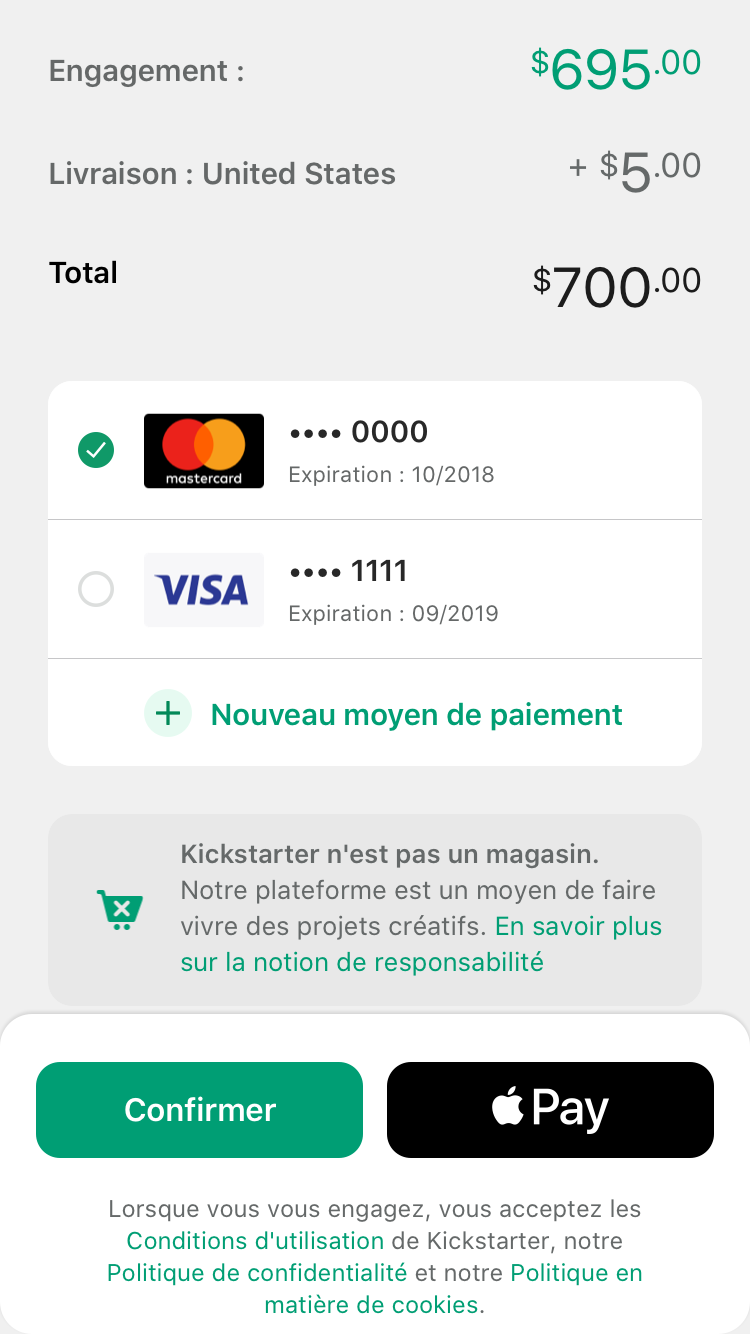 Engagement :
$695.00
Livraison : United States
+ $5.00
Total
$700.00
mastercard
•••• 0000
Expiration : 10/2018
VISA
•••• 1111
Expiration : 09/2019
+ Nouveau moyen de paiement
Kickstarter n'est pas un magasin.
Notre plateforme est un moyen de faire
vivre des projets créatifs. En savoir plus
sur la notion de responsabilité
Confirmer
Pay
Lorsque vous vous engagez, vous acceptez les
Conditions d'utilisation de Kickstarter, notre
Politique de confidentialité et notre Politique en
matière de cookies.